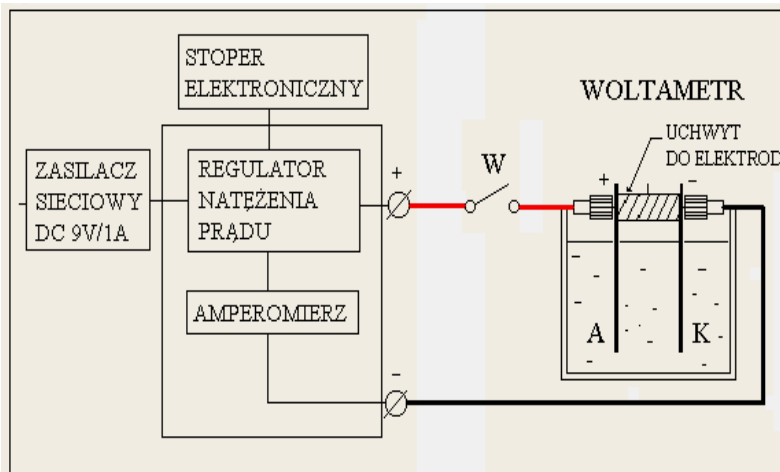 STOPER
ELEKTRONICZNY
WOLTAMETR
UCHWYT
DO ELEKTROD
ZASILACZ
SIECIOWY
DC 9V/1A
REGULATOR
NATĘŻENIA
PRĄDU
+
W
+ −
AMPEROMIERZ
A K
−